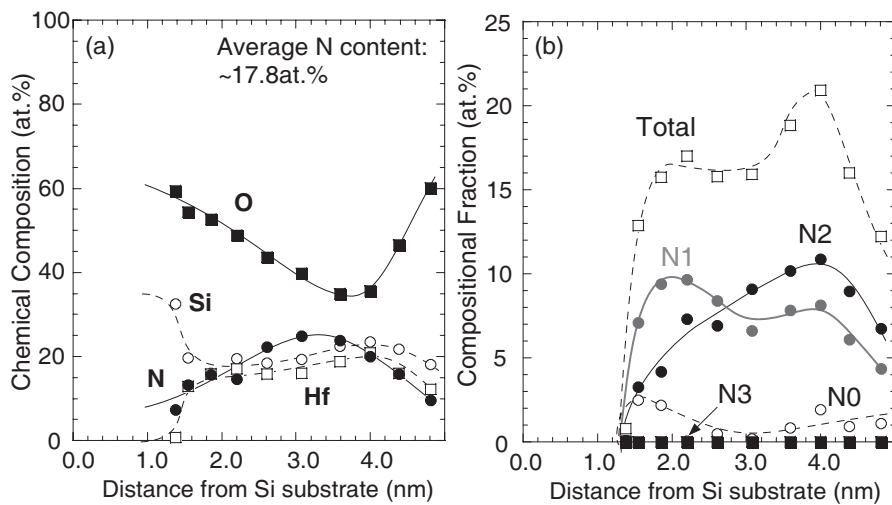 (a)
Average N content:
~17.8at.%
Chemical Composition (at.%)
100
80
60
40
20
0
O
Si
N
Hf
0.0 1.0 2.0 3.0 4.0 5.0
Distance from Si substrate (nm)
(b)
Compositional Fraction (at.%)
25
20
15
10
5
0
Total
N1
N2
N3
N0
0.0 1.0 2.0 3.0 4.0
Distance from Si substrate (nm)